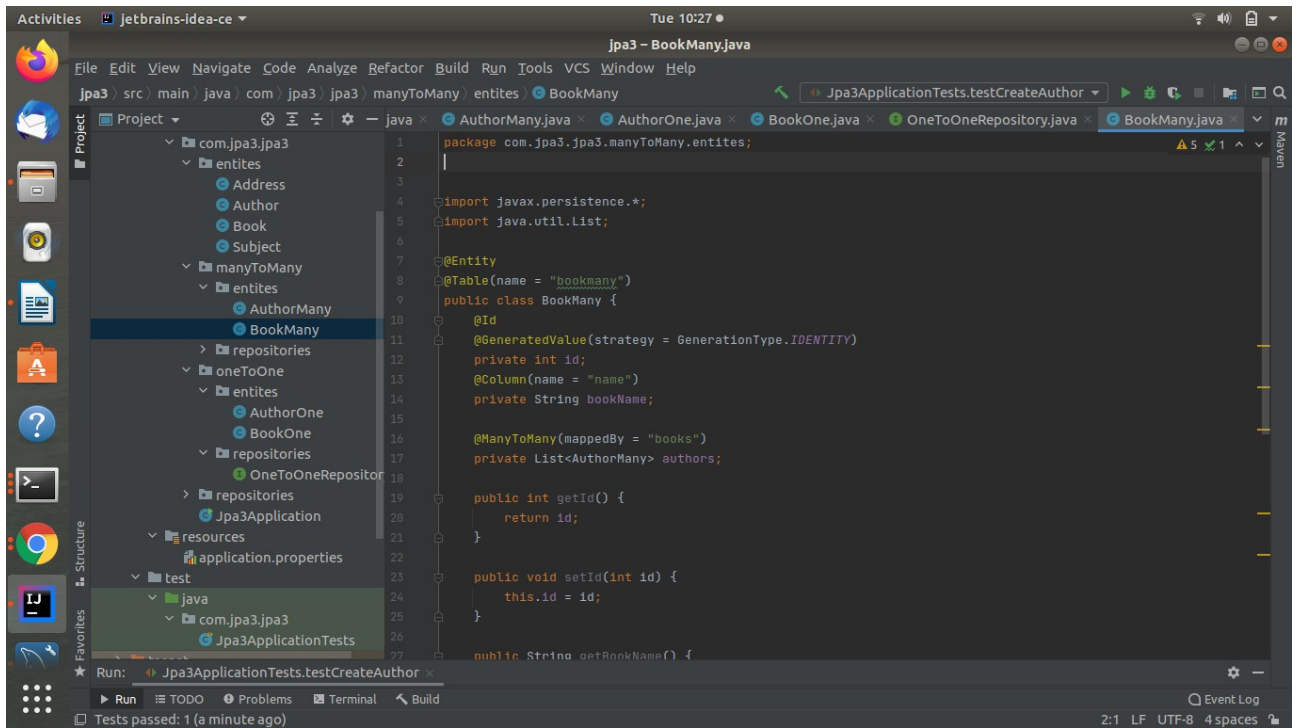 Activities jetbrains-idea-ce Tue 10:27
jpa3 – BookMany.java
File Edit View Navigate Code Analyze Refactor Build Run Tools VCS Window Help
jpa3 src main java com jpa3 jpa3 manyToMany entites BookMany Jpa3ApplicationTests.testCreateAuthor
Project java AuthorMany.java AuthorOne.java BookOne.java OneToOneRepository.java BookMany.java
Project
Structure
Favorites
m Maven
com.jpa3.jpa3
entites
Address
Author
Book
Subject
manyToMany
entites
AuthorMany
BookMany
repositories
oneToOne
entites
AuthorOne
BookOne
repositories
OneToOneRepositor
repositories
Jpa3Application
resources
application.properties
test
java
com.jpa3.jpa3
Jpa3ApplicationTests
5 1
1 package com.jpa3.jpa3.manyToMany.entites;
2
3
4 import javax.persistence.*;
5 import java.util.List;
6
7 @Entity
8 @Table(name = "bookmany")
9 public class BookMany {
10 @Id
11 @GeneratedValue(strategy = GenerationType.IDENTITY)
12 private int id;
13 @Column(name = "name")
14 private String bookName;
15
16 @ManyToMany(mappedBy = "books")
17 private List<AuthorMany> authors;
18
19 public int getId() {
20 return id;
21 }
22
23 public void setId(int id) {
24 this.id = id;
25 }
26
27 public String getBookName() {
Run: Jpa3ApplicationTests.testCreateAuthor
Run TODO Problems Terminal Build Event Log
Tests passed: 1 (a minute ago) 2:1 LF UTF-8 4 spaces